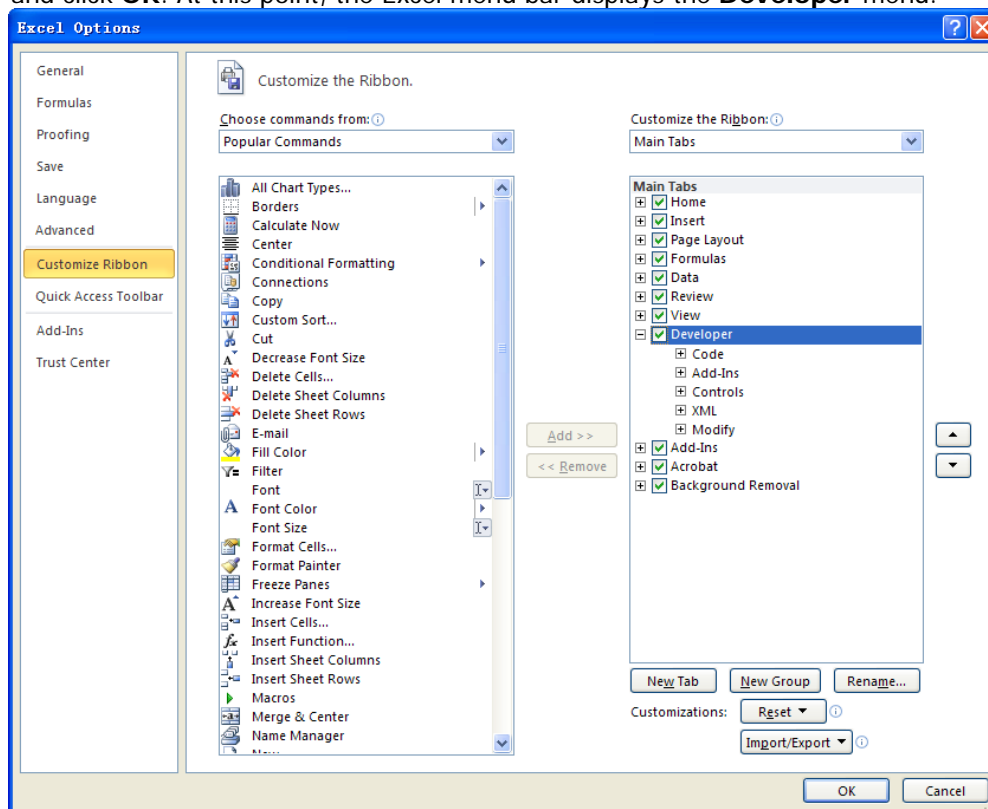 and click OK. At this point, the Excel menu bar displays the Developer menu.
Excel Options
General
Formulas
Proofing
Save
Language
Advanced
Customize Ribbon
Quick Access Toolbar
Add-Ins
Trust Center
Customize the Ribbon.
Choose commands from:
Popular Commands
All Chart Types...
Borders
Calculate Now
Center
Conditional Formatting
Connections
Copy
Custom Sort...
Cut
Decrease Font Size
Delete Cells...
Delete Sheet Columns
Delete Sheet Rows
E-mail
Fill Color
Filter
Font
Font Color
Font Size
Format Cells...
Format Painter
Freeze Panes
Increase Font Size
Insert Cells...
Insert Function...
Insert Sheet Columns
Insert Sheet Rows
Macros
Merge & Center
Name Manager
Add >>
<< Remove
Customize the Ribbon:
Main Tabs
Main Tabs
Home
Insert
Page Layout
Formulas
Data
Review
View
Developer
Code
Add-Ins
Controls
XML
Modify
Add-Ins
Acrobat
Background Removal
New Tab New Group Rename...
Customizations: Reset
Import/Export
OK Cancel